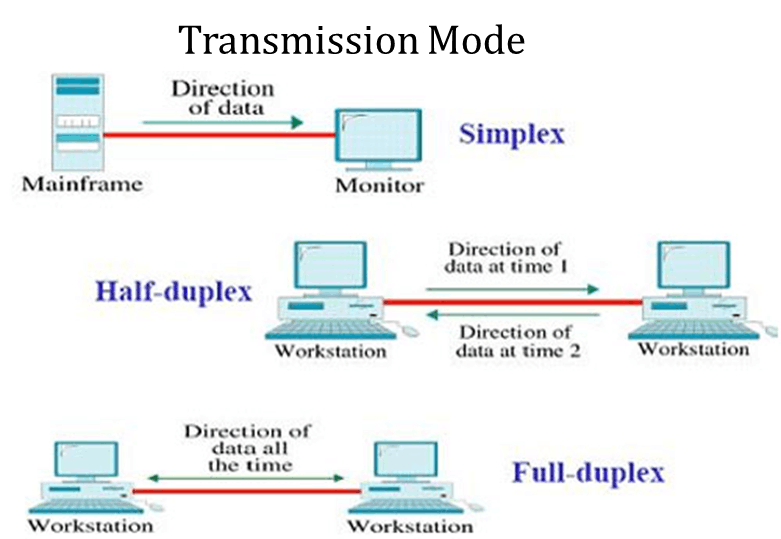 Transmission Mode
Direction
of data
Simplex
Mainframe
Monitor
Direction of
data at time 1
Half-duplex
Direction of
data at time 2
Workstation
Workstation
Direction of
data all
the time
Full-duplex
Workstation
Workstation